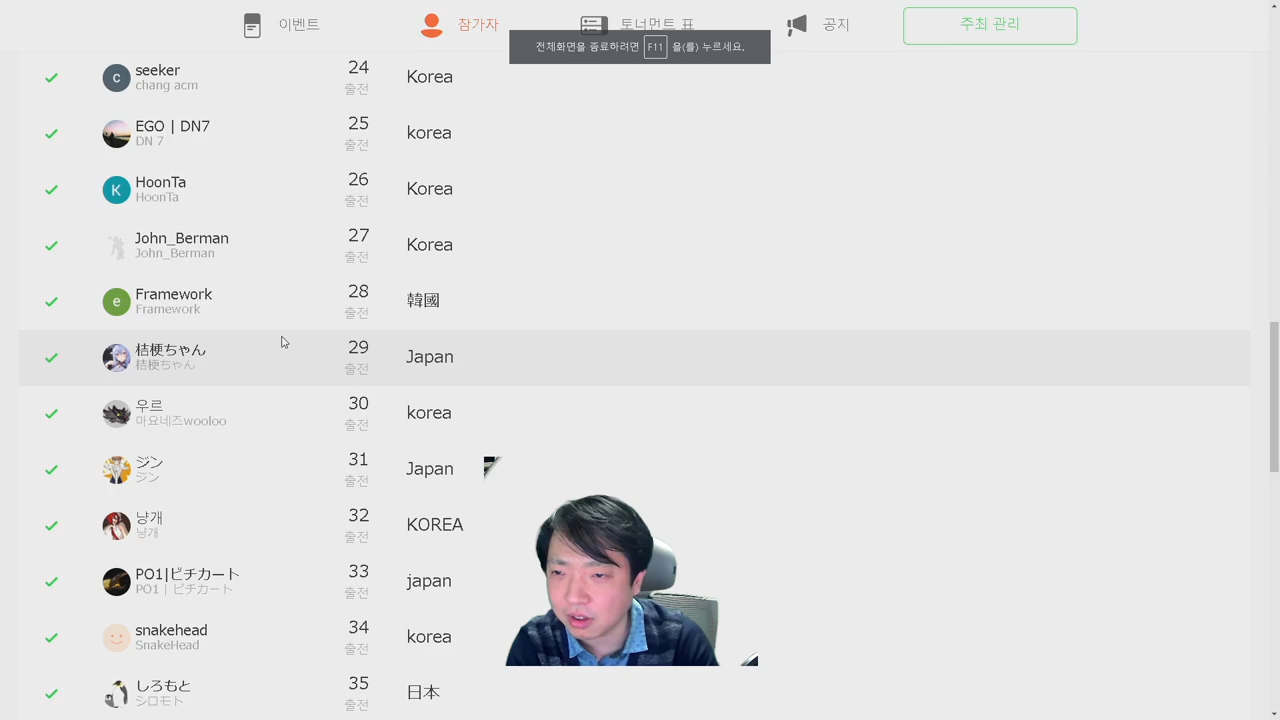 이벤트
참가자
토너먼트 표
공지
주최 관리
전체화면을 종료하려면 F11 을(를) 누르세요.
c
seeker
chang acm
24
출전
Korea
EGO | DN7
DN 7
25
출전
korea
K
HoonTa
HoonTa
26
출전
Korea
John_Berman
John_Berman
27
출전
Korea
e
Framework
Framework
28
출전
韓國
桔梗ちゃん
桔梗ちゃん
29
출전
Japan
우르
마요네즈wooloo
30
출전
korea
ジン
ジン
31
출전
Japan
냥개
냥개
32
출전
KOREA
PO1|ピチカート
PO1 | ピチカート
33
출전
japan
snakehead
SnakeHead
34
출전
korea
しろもと
シロモト
35
출전
日本